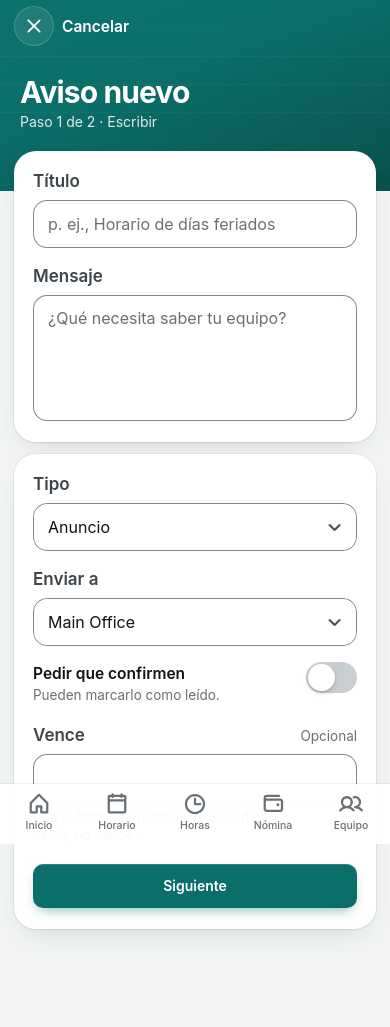 Cancelar
Aviso nuevo
Paso 1 de 2 · Escribir
Título
p. ej., Horario de días feriados
Mensaje
¿Qué necesita saber tu equipo?
Tipo
Anuncio
Enviar a
Main Office
Pedir que confirmen
Pueden marcarlo como leído.
Vence Opcional
Inicio Horario Horas Nómina Equipo
Siguiente